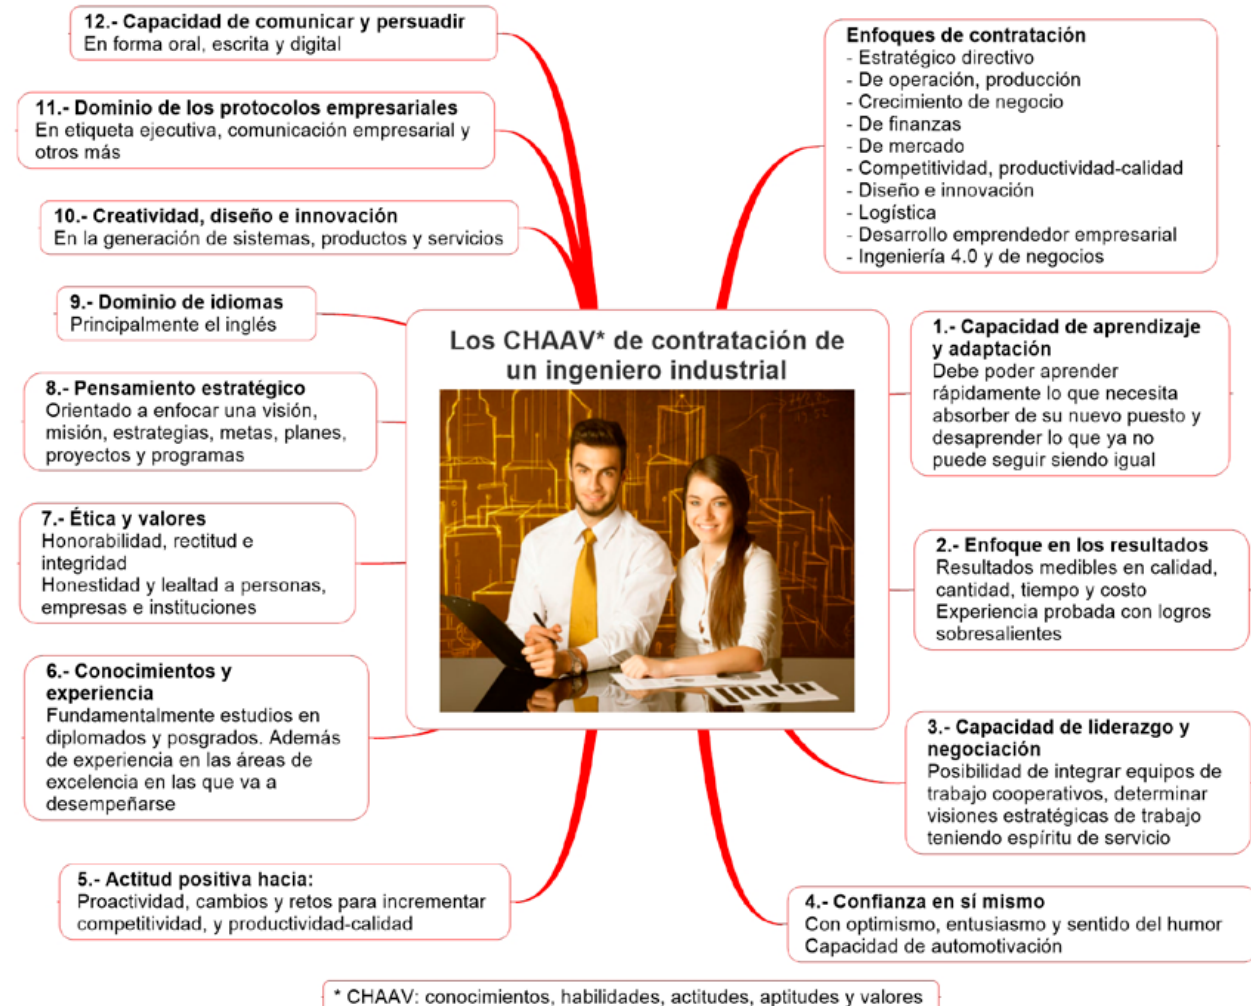 Los CHAAV* de contratación de
un ingeniero industrial
Enfoques de contratación
- Estratégico directivo
- De operación, producción
- Crecimiento de negocio
- De finanzas
- De mercado
- Competitividad, productividad-calidad
- Diseño e innovación
- Logística
- Desarrollo emprendedor empresarial
- Ingeniería 4.0 y de negocios
1.- Capacidad de aprendizaje
y adaptación
Debe poder aprender
rápidamente lo que necesita
absorber de su nuevo puesto y
desaprender lo que ya no
puede seguir siendo igual
2.- Enfoque en los resultados
Resultados medibles en calidad,
cantidad, tiempo y costo
Experiencia probada con logros
sobresalientes
3.- Capacidad de liderazgo y
negociación
Posibilidad de integrar equipos de
trabajo cooperativos, determinar
visiones estratégicas de trabajo
teniendo espíritu de servicio
4.- Confianza en sí mismo
Con optimismo, entusiasmo y sentido del humor
Capacidad de automotivación
5.- Actitud positiva hacia:
Proactividad, cambios y retos para incrementar
competitividad, y productividad-calidad
6.- Conocimientos y
experiencia
Fundamentalmente estudios en
diplomados y posgrados. Además
de experiencia en las áreas de
excelencia en las que va a
desempeñarse
7.- Ética y valores
Honorabilidad, rectitud e
integridad
Honestidad y lealtad a personas,
empresas e instituciones
8.- Pensamiento estratégico
Orientado a enfocar una visión,
misión, estrategias, metas, planes,
proyectos y programas
9.- Dominio de idiomas
Principalmente el inglés
10.- Creatividad, diseño e innovación
En la generación de sistemas, productos y servicios
11.- Dominio de los protocolos empresariales
En etiqueta ejecutiva, comunicación empresarial y
otros más
12.- Capacidad de comunicar y persuadir
En forma oral, escrita y digital
* CHAAV: conocimientos, habilidades, actitudes, aptitudes y valores